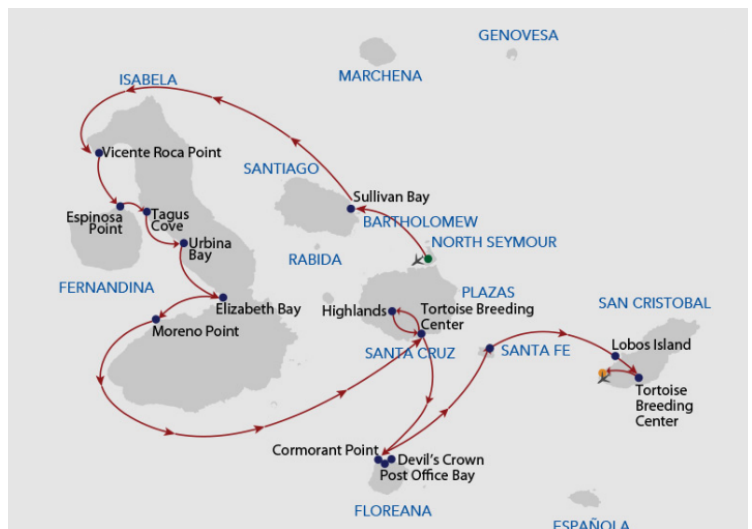 GENOVESA
MARCHENA
ISABELA
Vicente Roca Point
SANTIAGO
Sullivan Bay
Espinosa
Point
Tagus
Cove
BARTHOLOMEW
Urbina
Bay
NORTH SEYMOUR
RABIDA
FERNANDINA
Elizabeth Bay
PLAZAS
SAN CRISTOBAL
Highlands
Tortoise Breeding
Center
Moreno Point
SANTA CRUZ
SANTA FE
Lobos Island
Tortoise
Breeding
Center
Cormorant Point
Devil's Crown
Post Office Bay
FLOREANA
ESPAÑOLA